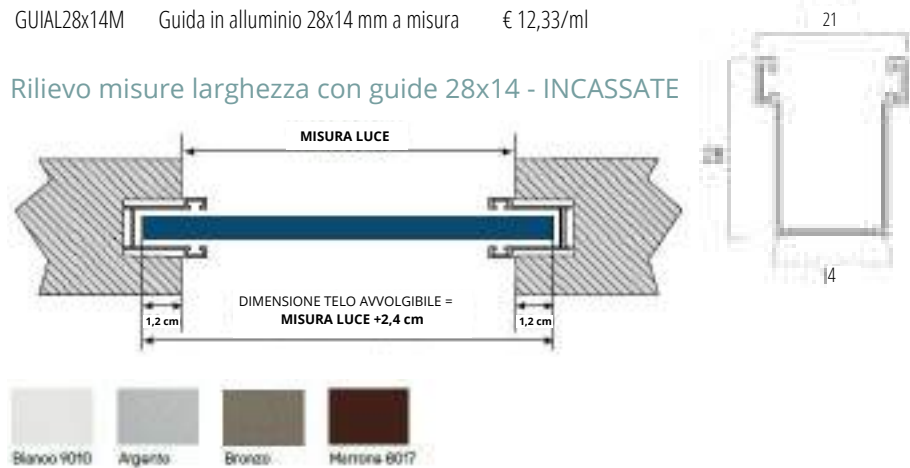 GUIAL28x14M Guida in alluminio 28x14 mm a misura € 12,33/ml
21
Rilievo misure larghezza con guide 28x14 - INCASSATE
MISURA LUCE
28
14
DIMENSIONE TELO AVVOLGIBILE =
MISURA LUCE +2,4 cm
1,2 cm
1,2 cm
Bianco 9010 Argento Bronzo Marrone 8017